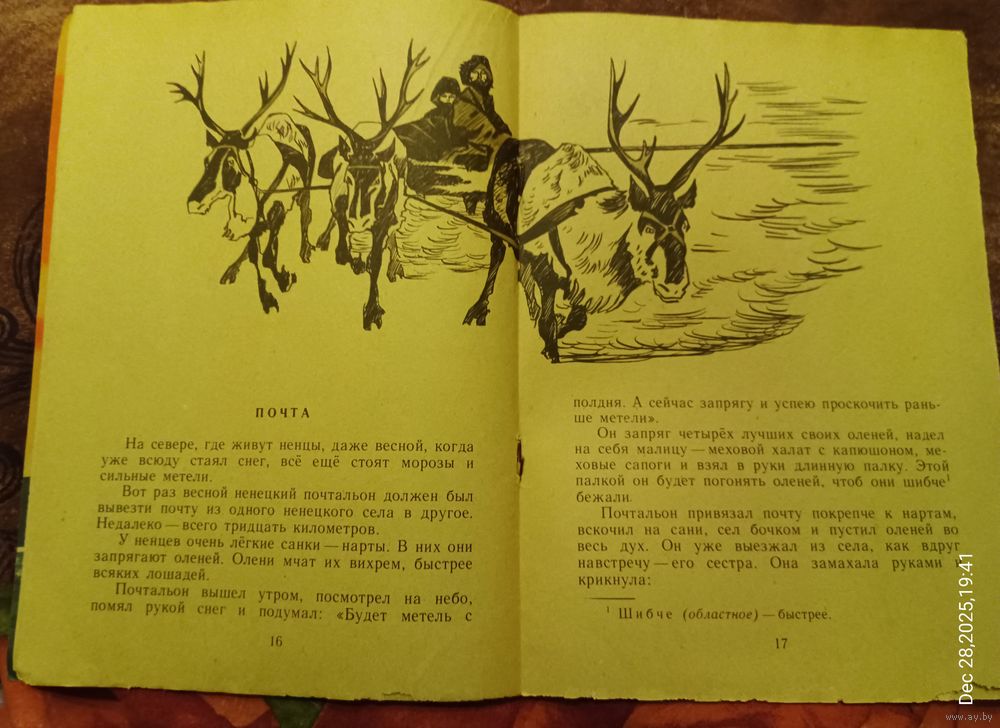 ПОЧТА
На севере, где живут ненцы, даже весной, когда
уже всюду стаял снег, всё ещё стоят морозы и
сильные метели.
Вот раз весной ненецкий почтальон должен был
вывезти почту из одного ненецкого села в другое.
Недалеко — всего тридцать километров.
У ненцев очень лёгкие санки — нарты. В них они
запрягают оленей. Олени мчат их вихрем, быстрее
всяких лошадей.
Почтальон вышел утром, посмотрел на небо,
помял рукой снег и подумал: «Будет метель с
16
полдня. А сейчас запрягу и успею проскочить рань-
ше метели».
Он запряг четырёх лучших своих оленей, надел
на себя малицу — меховой халат с капюшоном, ме-
ховые сапоги и взял в руки длинную палку. Этой
палкой он будет погонять оленей, чтоб они шибче¹
бежали.
Почтальон привязал почту покрепче к нартам,
вскочил на сани, сел бочком и пустил оленей во
весь дух. Он уже выезжал из села, как вдруг
навстречу — его сестра. Она замахала руками и
крикнула:
¹ Шибче (областное) — быстрее.
17
Dec 28,2025,19:41
www.ay.by